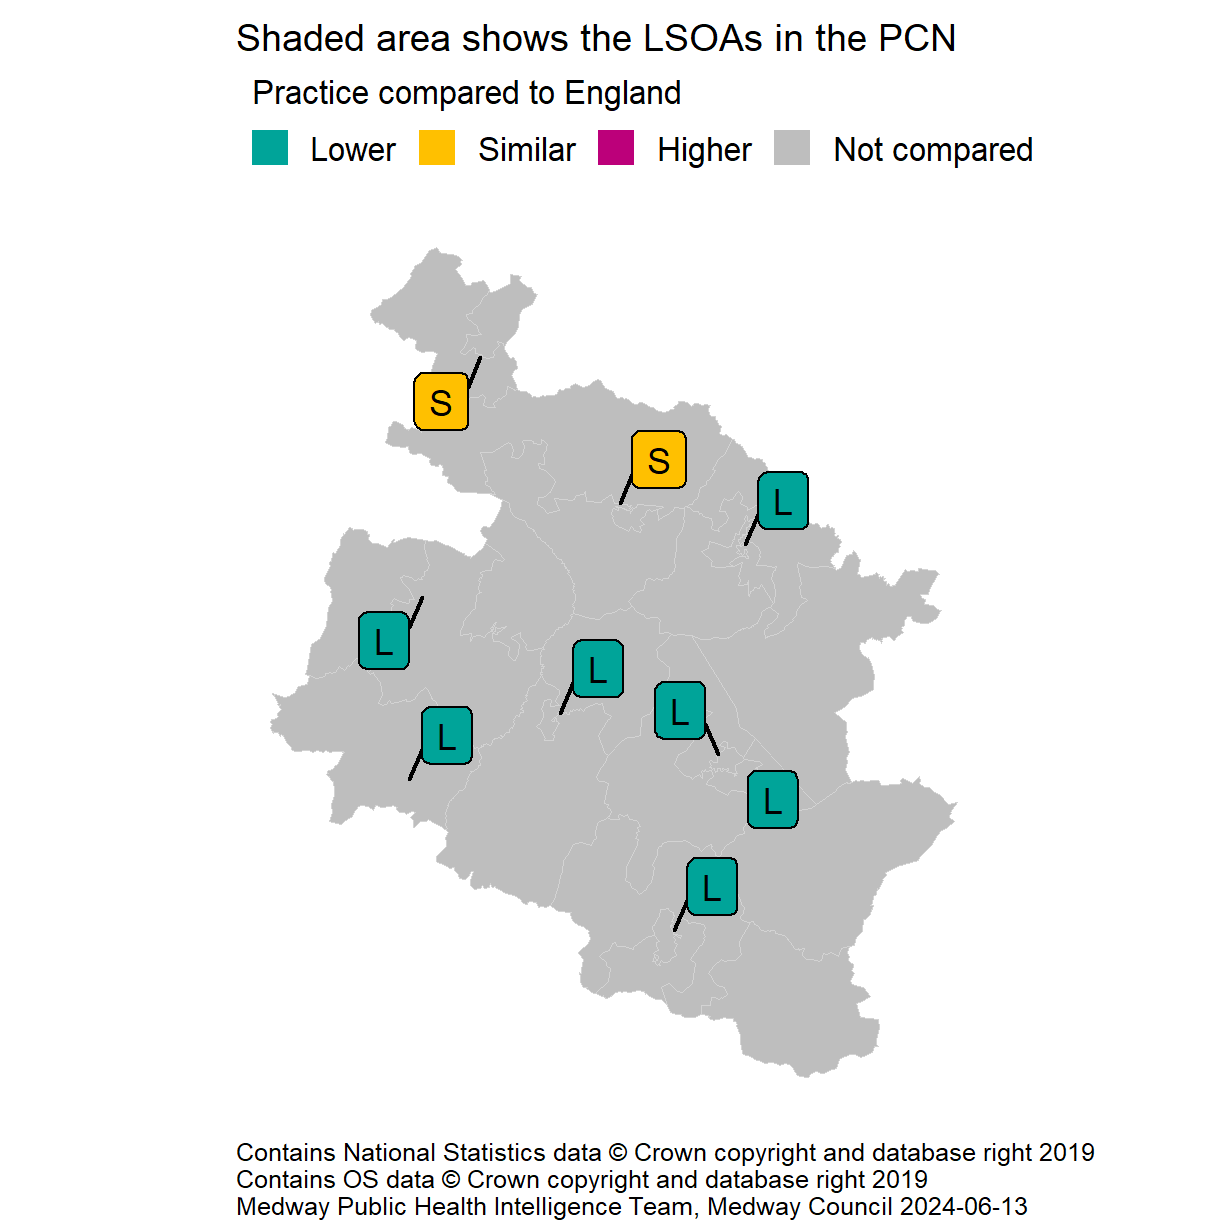 Shaded area shows the LSOAs in the PCN
Practice compared to England
Lower Similar Higher Not compared
S
S
L
L
L
L
L
L
L
Contains National Statistics data © Crown copyright and database right 2019
Contains OS data © Crown copyright and database right 2019
Medway Public Health Intelligence Team, Medway Council 2024-06-13